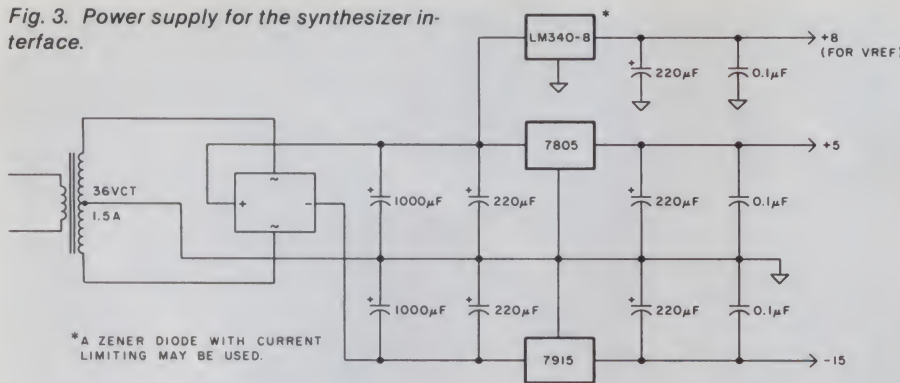 Fig. 3. Power supply for the synthesizer in-
terface.
*
LM340-8
+8
(FOR VREF)
+
220µF
0.1µF
7805
+5
36VCT
1.5A
~
+
-
~
+
1000µF
+
220µF
+
220µF
0.1µF
+
1000µF
+
220µF
+
220µF
0.1µF
*A ZENER DIODE WITH CURRENT
LIMITING MAY BE USED.
7915
-15